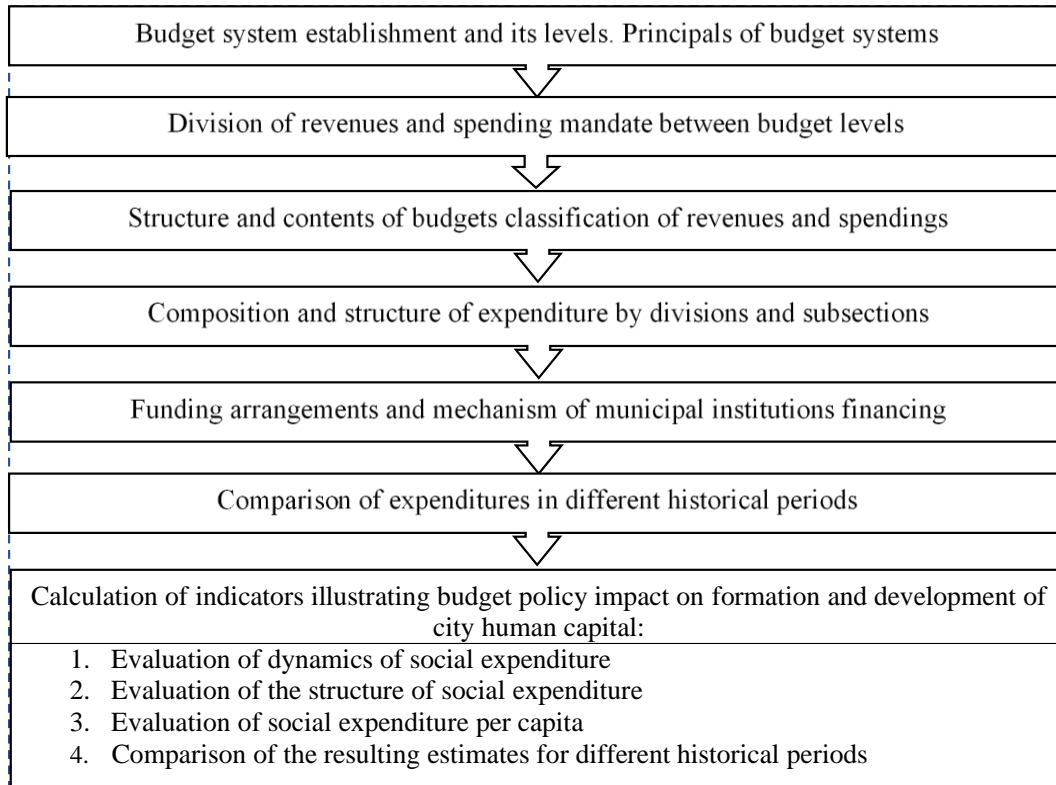 Budget system establishment and its levels. Principals of budget systems
Division of revenues and spending mandate between budget levels
Structure and contents of budgets classification of revenues and spendings
Composition and structure of expenditure by divisions and subsections
Funding arrangements and mechanism of municipal institutions financing
Comparison of expenditures in different historical periods
Calculation of indicators illustrating budget policy impact on formation and development of
city human capital:
1. Evaluation of dynamics of social expenditure
2. Evaluation of the structure of social expenditure
3. Evaluation of social expenditure per capita
4. Comparison of the resulting estimates for different historical periods